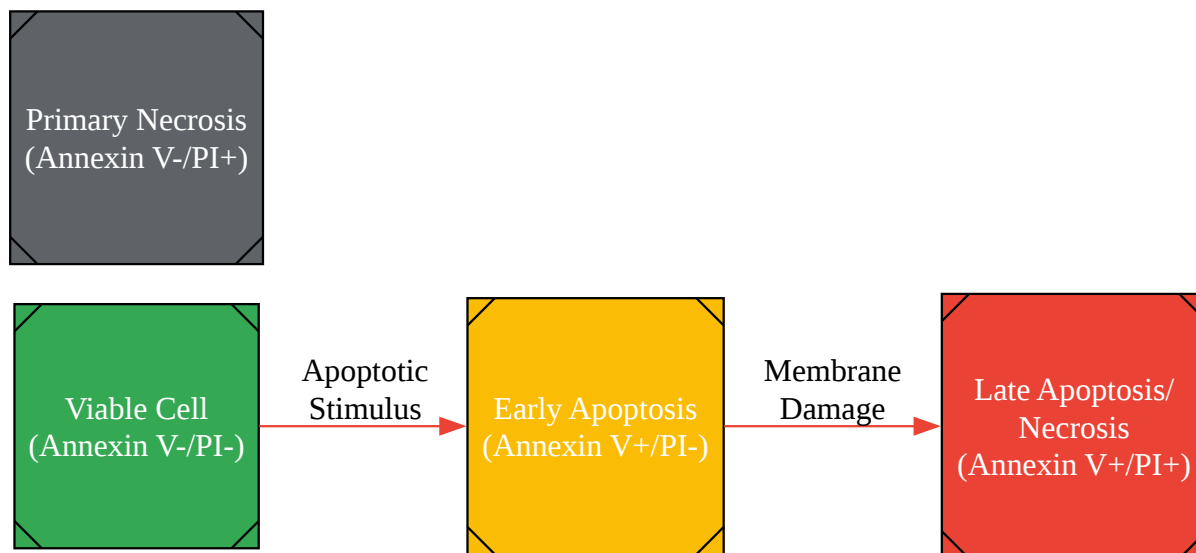 Primary Necrosis
(Annexin V-/PI+)
Viable Cell
(Annexin V-/PI-)
Apoptotic
Stimulus
Early Apoptosis
(Annexin V+/PI-)
Membrane
Damage
Late Apoptosis/
Necrosis
(Annexin V+/PI+)